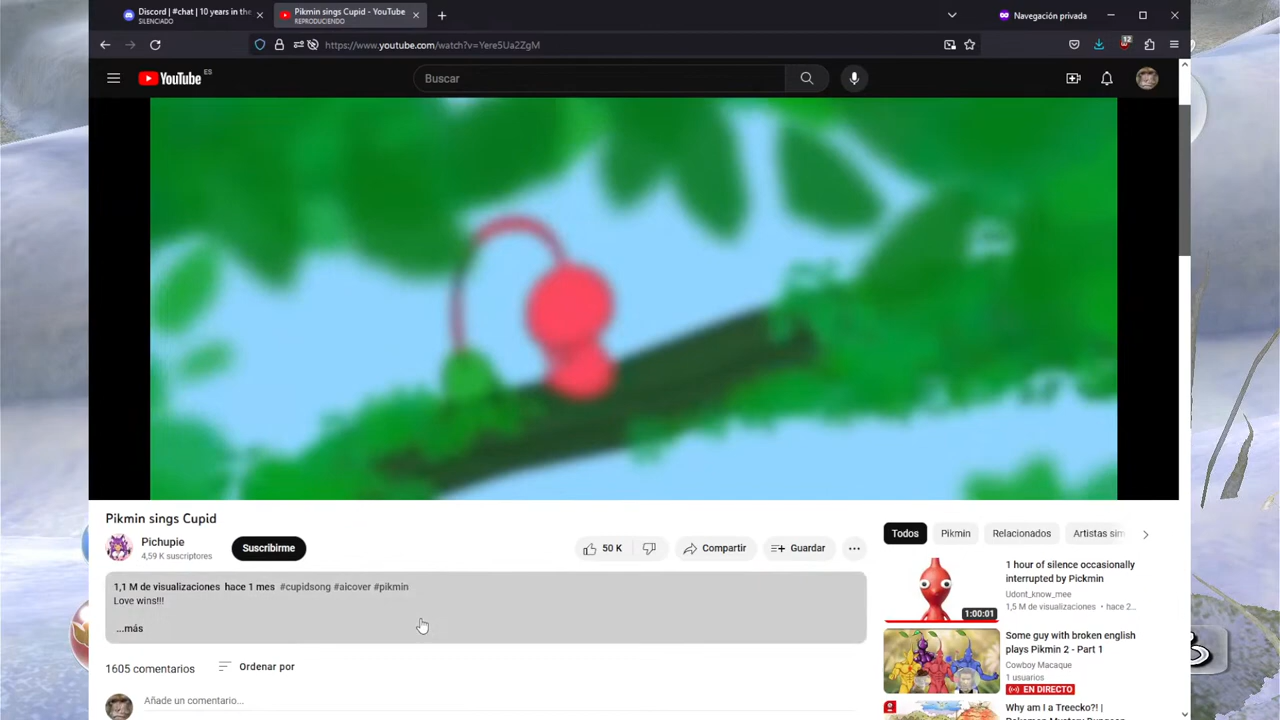 Discord | #chat | 10 years in the
SILENCIADO
Pikmin sings Cupid - YouTube
REPRODUCIENDO
Navegación privada
https://www.youtube.com/watch?v=Yere5Ua2ZgM
12
YouTube ES
Buscar
Pikmin sings Cupid
Pichupie
4,59 K suscriptores
Suscribirme
50 K
Compartir
Guardar
1,1 M de visualizaciones hace 1 mes #cupidsong #aicover #pikmin
Love wins!!!
...más
1605 comentarios
Ordenar por
Añade un comentario...
Todos
Pikmin
Relacionados
Artistas sim
1 hour of silence occasionally
interrupted by Pickmin
Udont_know_mee
1,5 M de visualizaciones • hace 2...
1:00:01
Some guy with broken english
plays Pikmin 2 - Part 1
Cowboy Macaque
1 usuarios
EN DIRECTO
Why am I a Treecko?! |